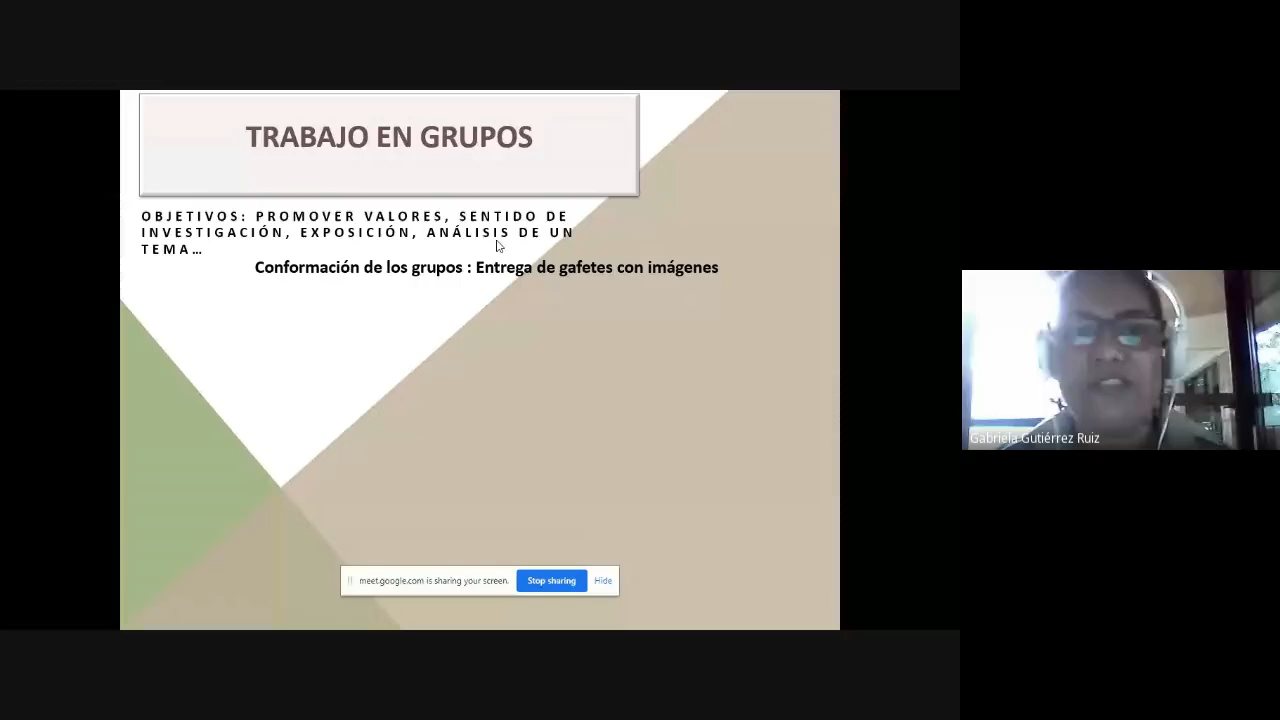 TRABAJO EN GRUPOS
OBJETIVOS: PROMOVER VALORES, SENTIDO DE
INVESTIGACIÓN, EXPOSICIÓN, ANÁLISIS DE UN
TEMA…
Conformación de los grupos : Entrega de gafetes con imágenes
meet.google.com is sharing your screen.
Stop sharing
Hide
Gabriela Gutiérrez Ruiz